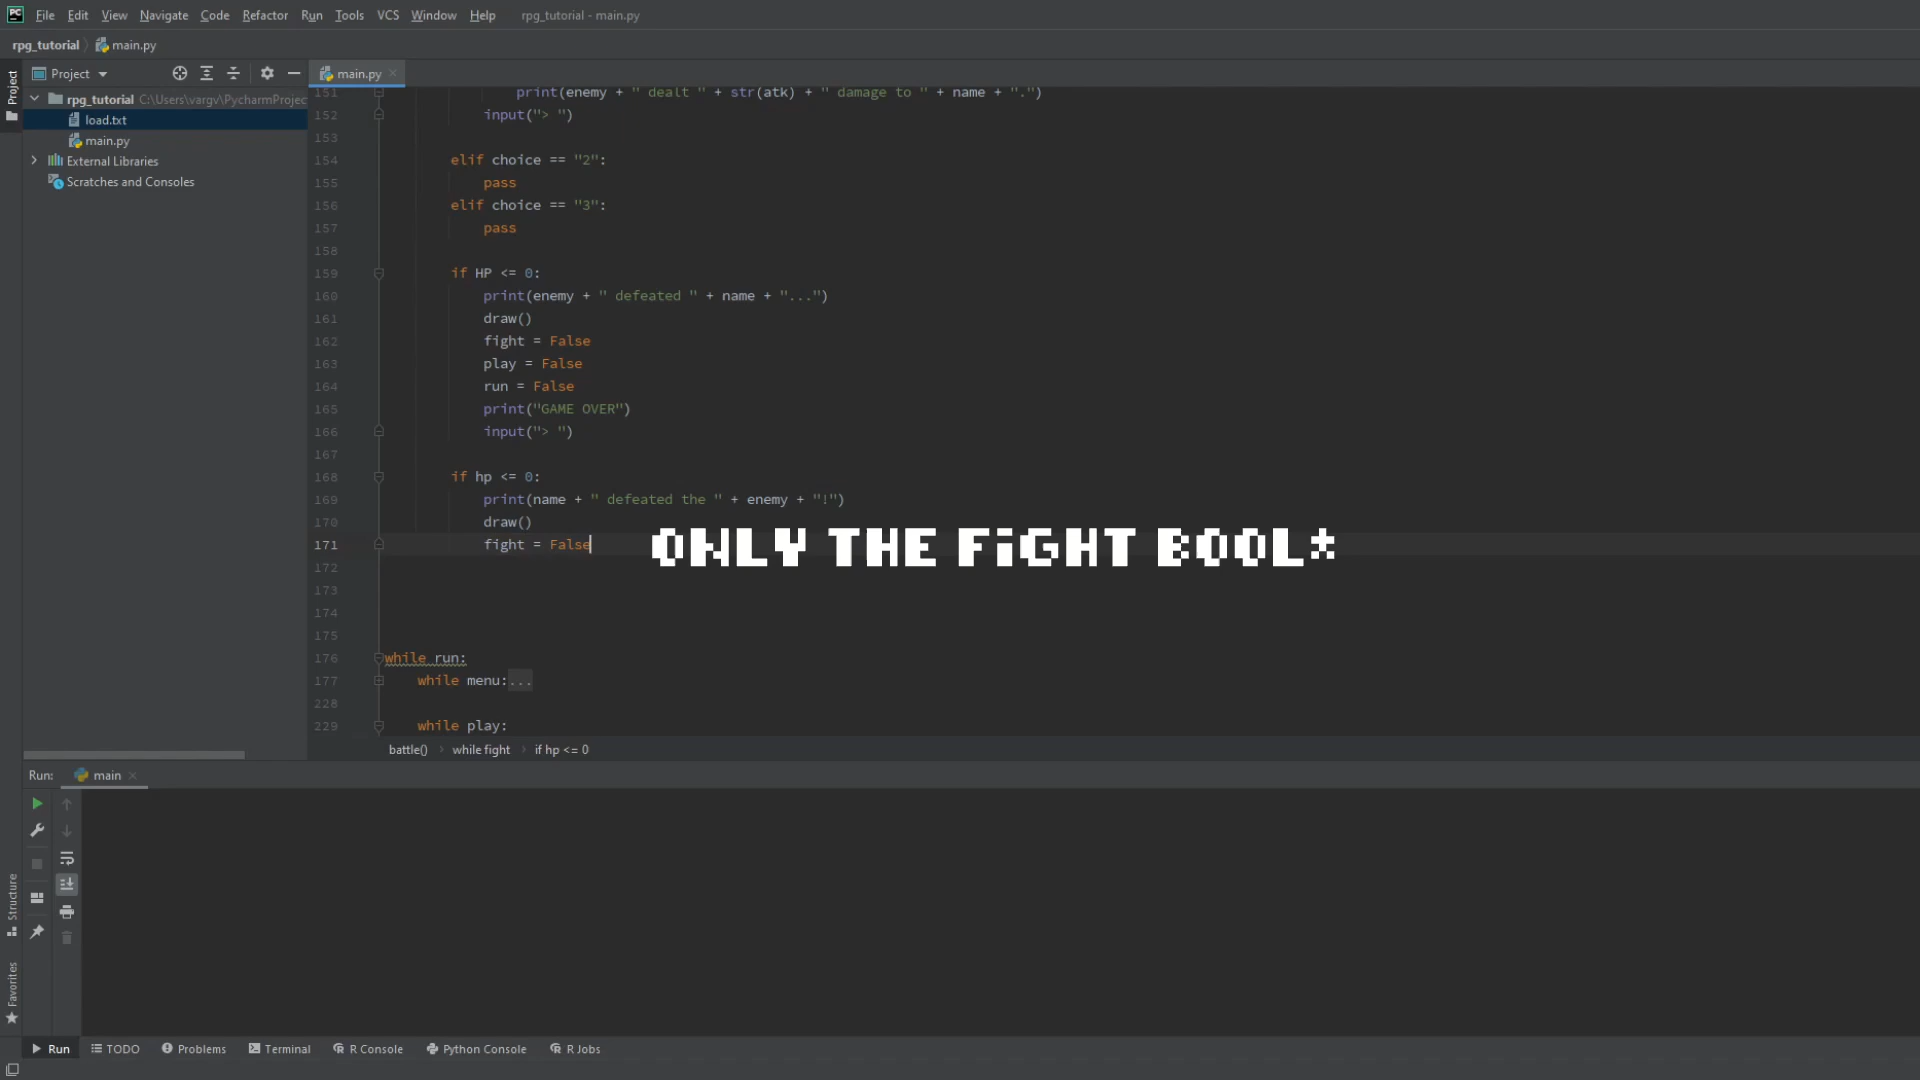 File Edit View Navigate Code Refactor Run Tools VCS Window Help rpg_tutorial - main.py
rpg_tutorial main.py
Project
main.py
Project
rpg_tutorial C:\Users\vargv\PycharmProjec
load.txt
main.py
External Libraries
Scratches and Consoles
151 print(enemy + " dealt " + str(atk) + " damage to " + name + ".")
152 input("> ")
153
154 elif choice == "2":
155 pass
156 elif choice == "3":
157 pass
158
159 if HP <= 0:
160 print(enemy + " defeated " + name + "...")
161 draw()
162 fight = False
163 play = False
164 run = False
165 print("GAME OVER")
166 input("> ")
167
168 if hp <= 0:
169 print(name + " defeated the " + enemy + "!")
170 draw()
171 fight = False
ONLY THE FIGHT BOOL*
172
173
174
175
176 while run:
177 while menu:...
228
229 while play:
battle() while fight if hp <= 0
Run: main
Structure
Favorites
Run TODO Problems Terminal R Console Python Console R Jobs